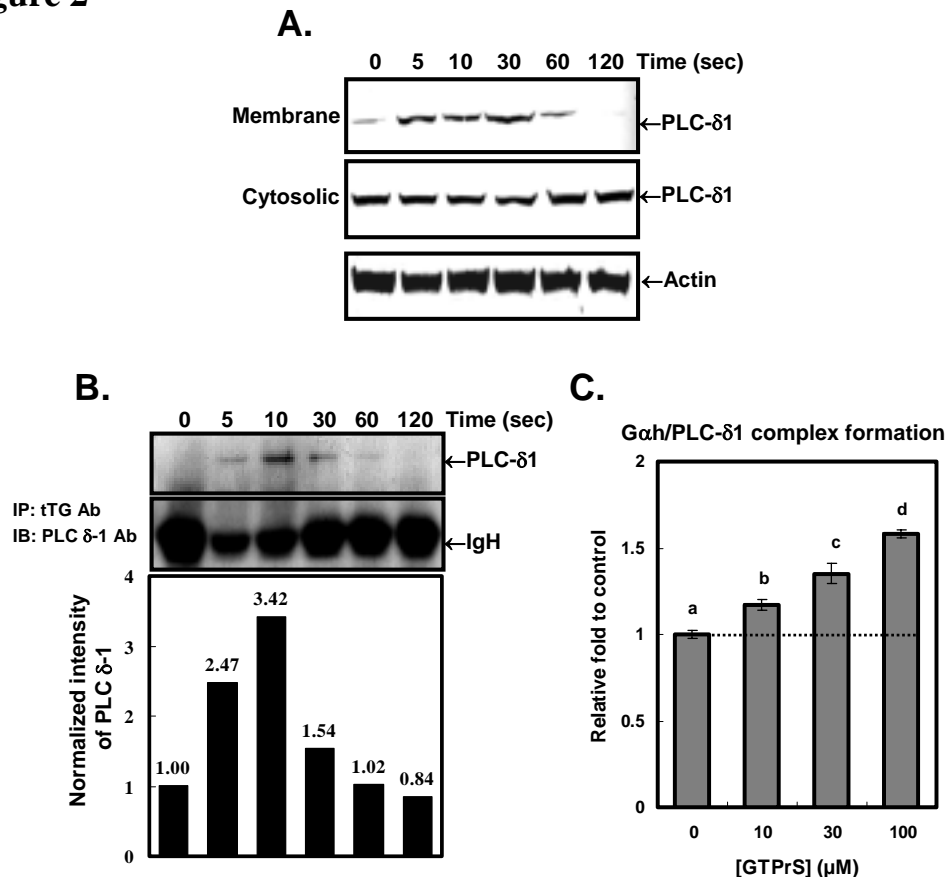 gure 2
A.
0 5 10 30 60 120 Time (sec)
Membrane ←PLC-δ1
Cytosolic ←PLC-δ1
←Actin
B.
0 5 10 30 60 120 Time (sec)
←PLC-δ1
IP: tTG Ab
IB: PLC δ-1 Ab
←IgH
Normalized intensity
of PLC δ-1
4
3
2
1
0
1.00
2.47
3.42
1.54
1.02
0.84
C.
Gαh/PLC-δ1 complex formation
Relative fold to control
2
1.5
1
0.5
0
a
b
c
d
0 10 30 100
[GTPrS] (µM)